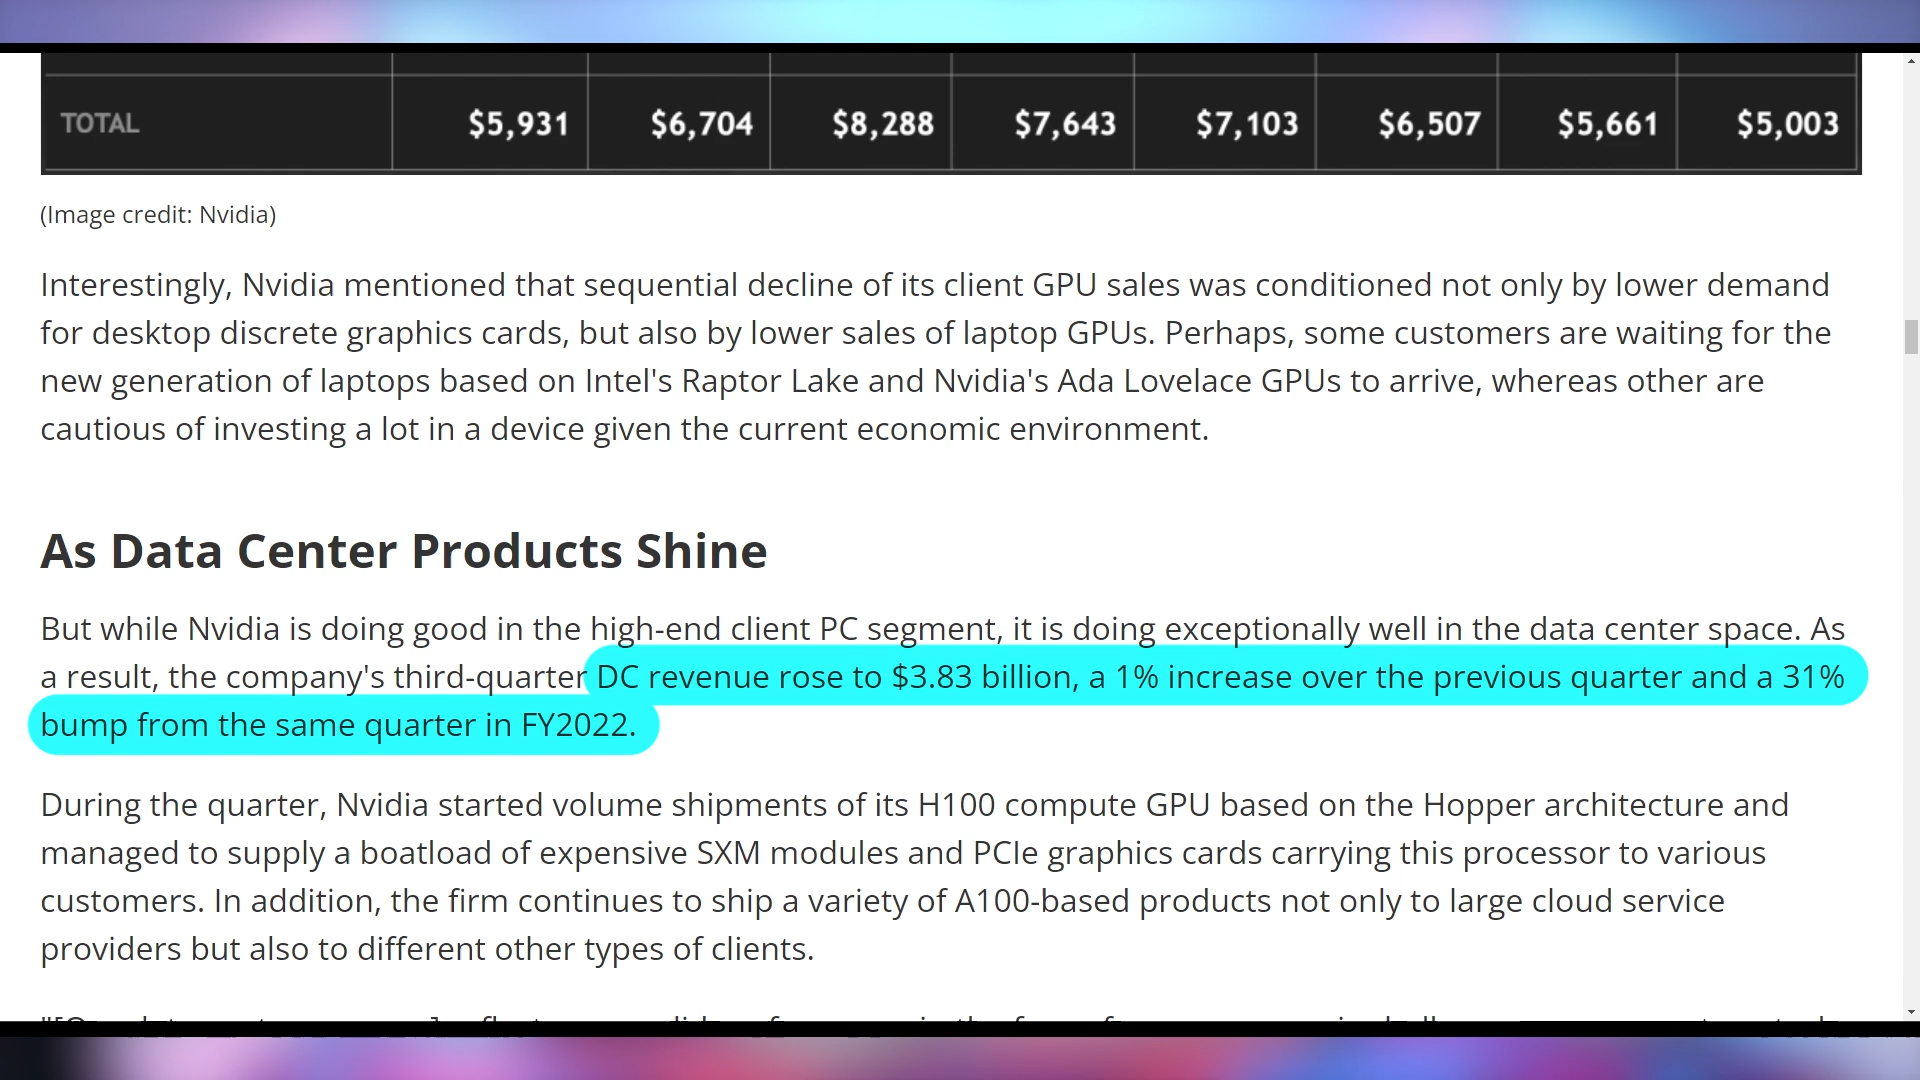 TOTAL $5,931 $6,704 $8,288 $7,643 $7,103 $6,507 $5,661 $5,003
(Image credit: Nvidia)
Interestingly, Nvidia mentioned that sequential decline of its client GPU sales was conditioned not only by lower demand
for desktop discrete graphics cards, but also by lower sales of laptop GPUs. Perhaps, some customers are waiting for the
new generation of laptops based on Intel's Raptor Lake and Nvidia's Ada Lovelace GPUs to arrive, whereas other are
cautious of investing a lot in a device given the current economic environment.
As Data Center Products Shine
But while Nvidia is doing good in the high-end client PC segment, it is doing exceptionally well in the data center space. As
a result, the company's third-quarter DC revenue rose to $3.83 billion, a 1% increase over the previous quarter and a 31%
bump from the same quarter in FY2022.
During the quarter, Nvidia started volume shipments of its H100 compute GPU based on the Hopper architecture and
managed to supply a boatload of expensive SXM modules and PCIe graphics cards carrying this processor to various
customers. In addition, the firm continues to ship a variety of A100-based products not only to large cloud service
providers but also to different other types of clients.